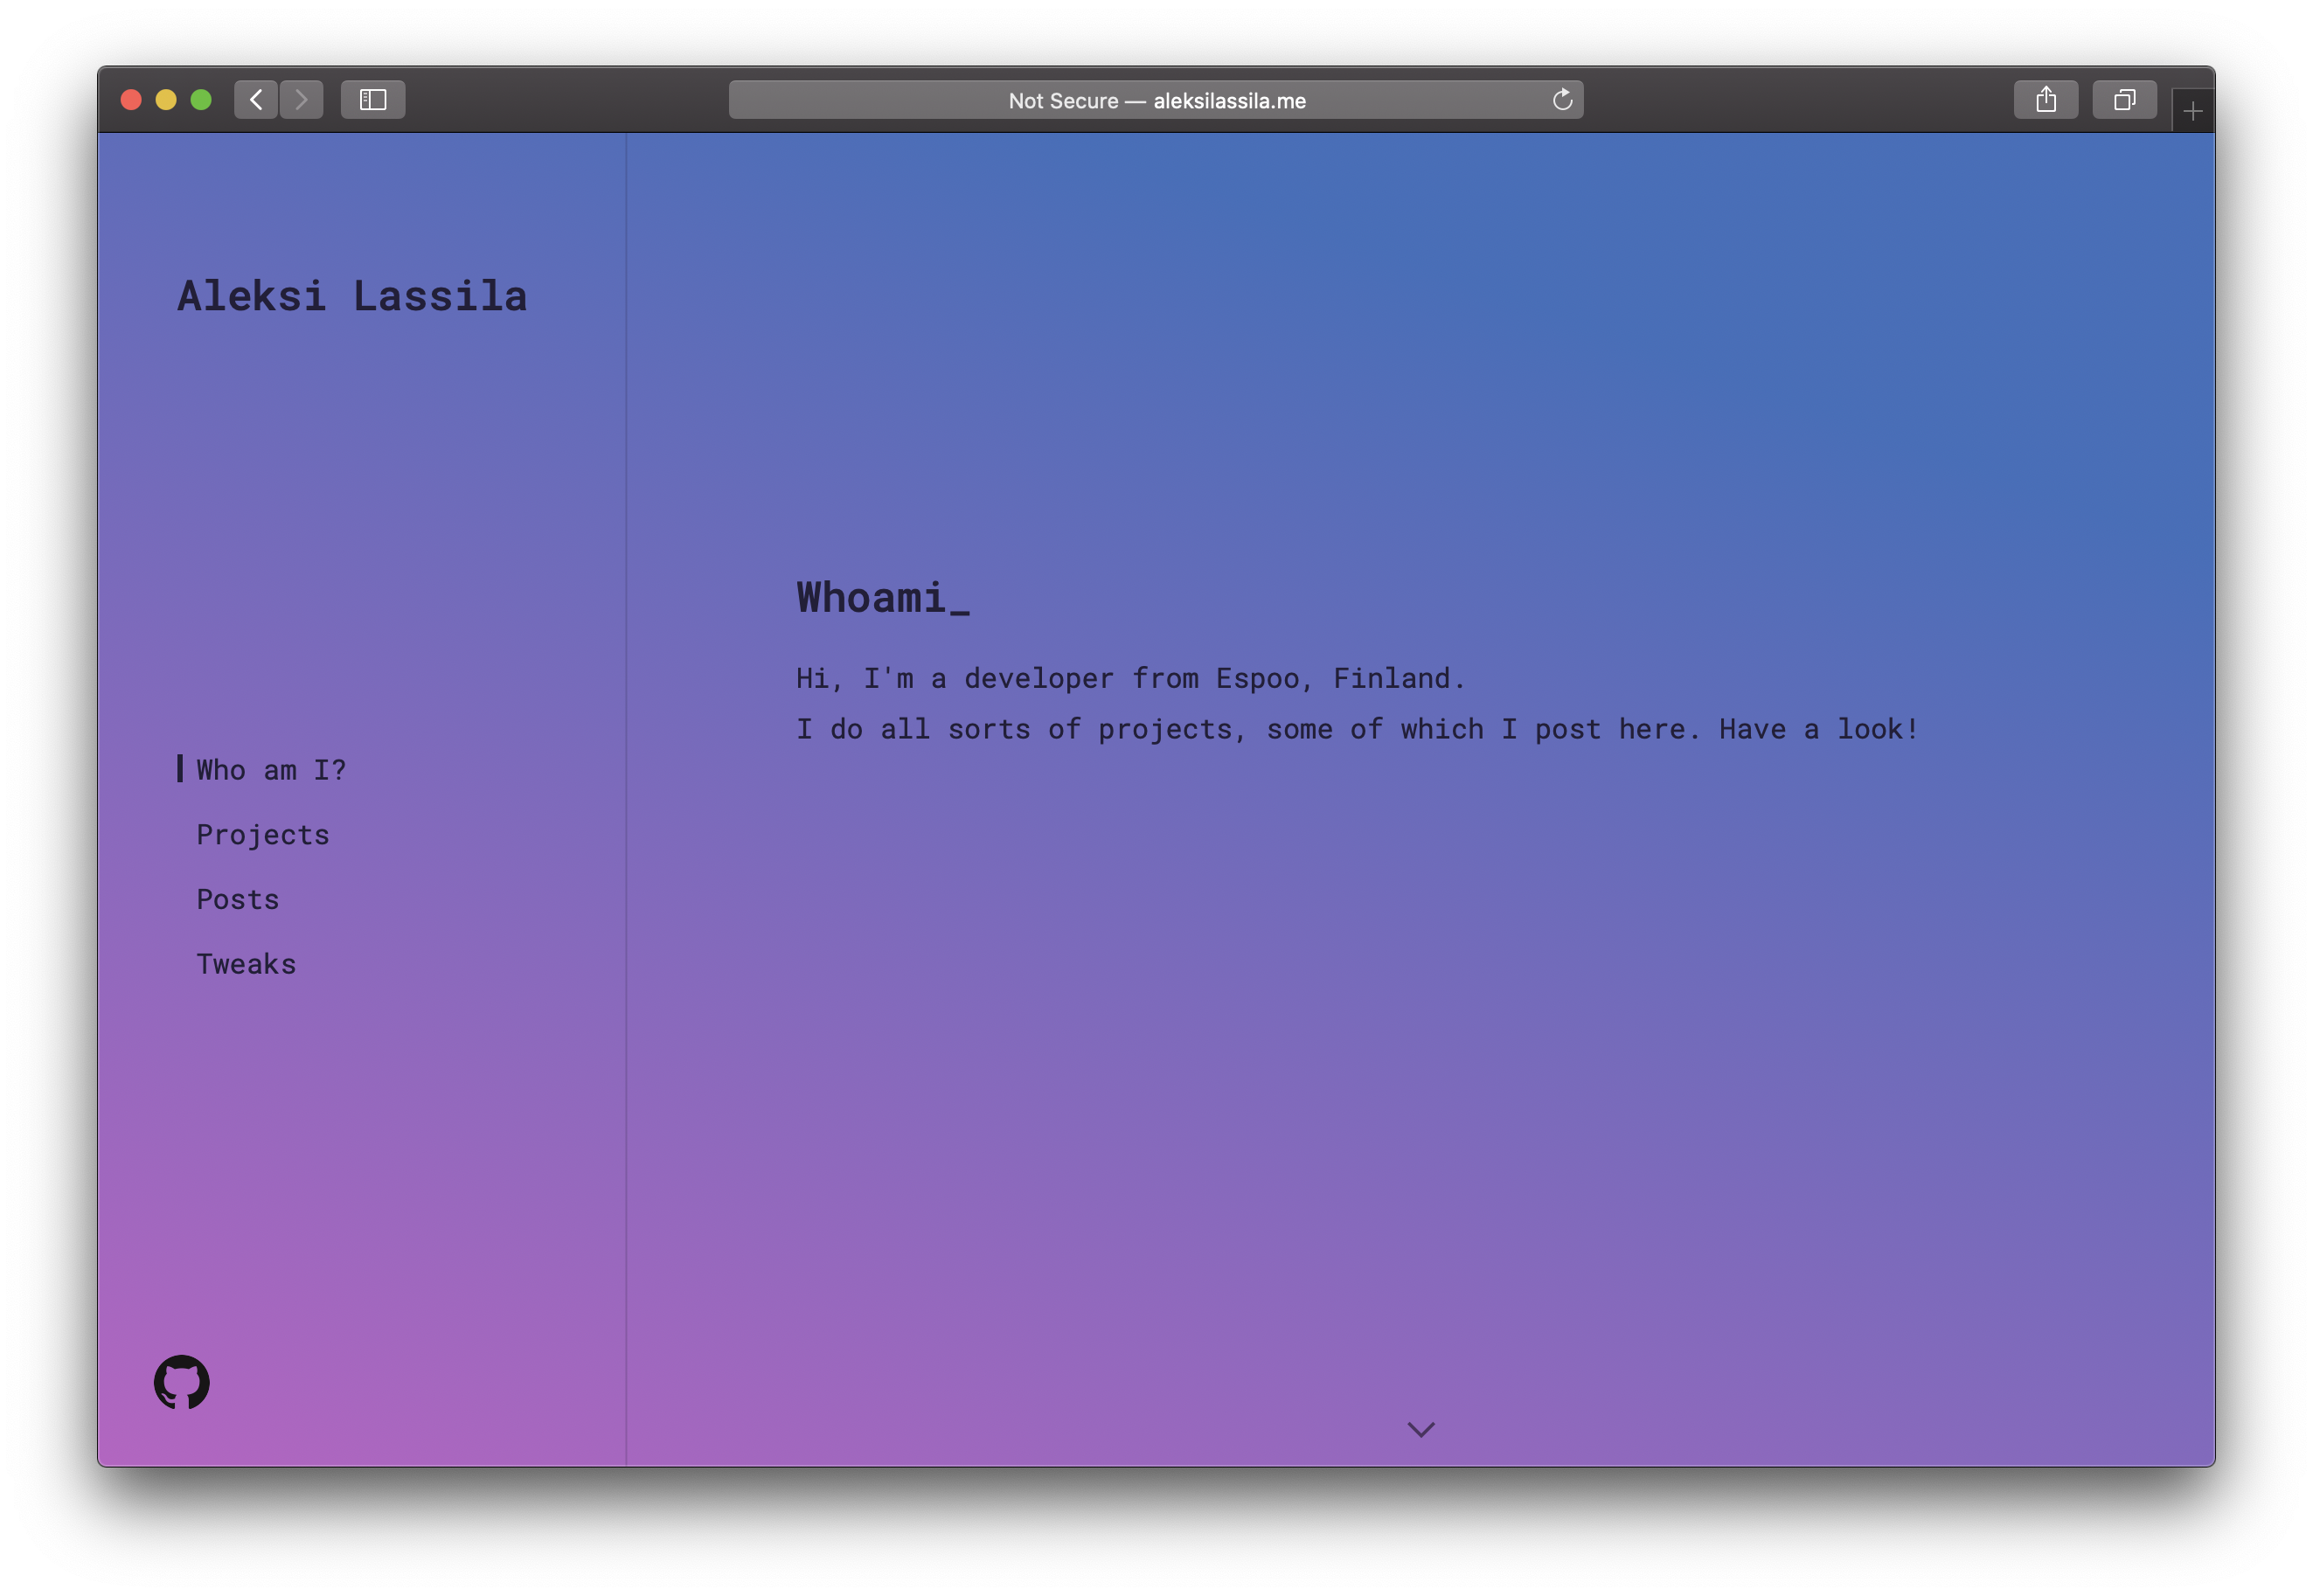 Not Secure — aleksilassila.me
Aleksi Lassila
Who am I?
Projects
Posts
Tweaks
Whoami_
Hi, I'm a developer from Espoo, Finland.
I do all sorts of projects, some of which I post here. Have a look!